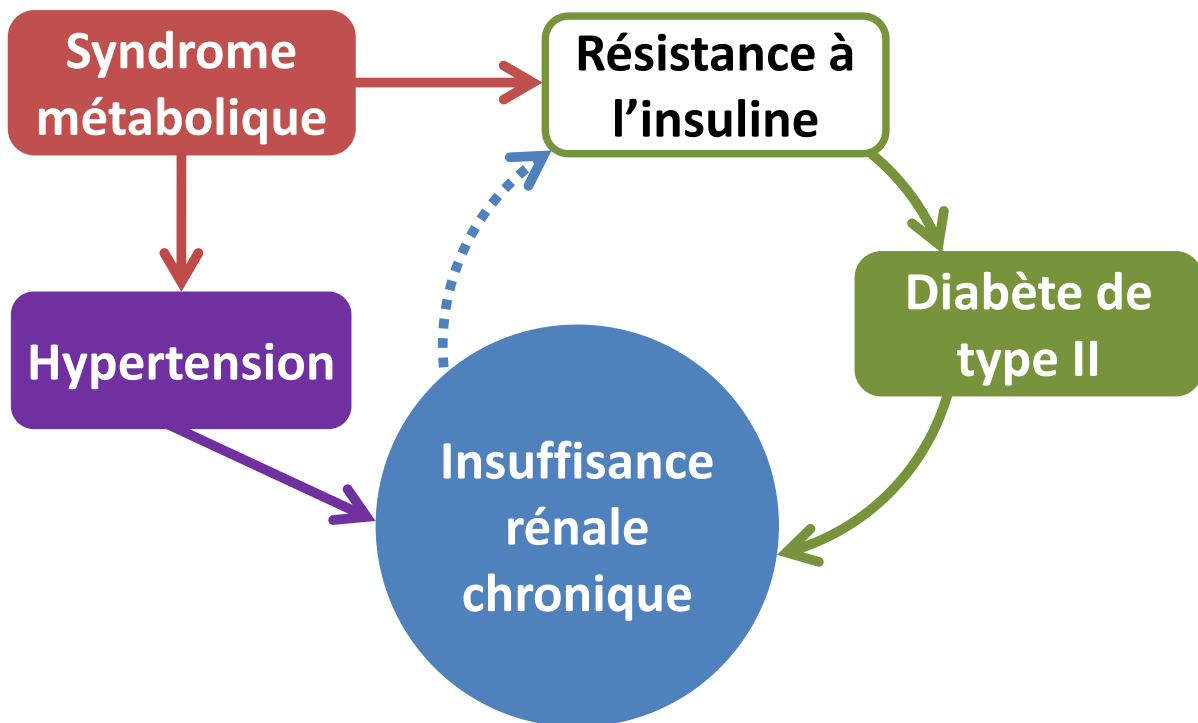 Syndrome
métabolique
Résistance à
l’insuline
Hypertension
Diabète de
type II
Insuffisance
rénale
chronique